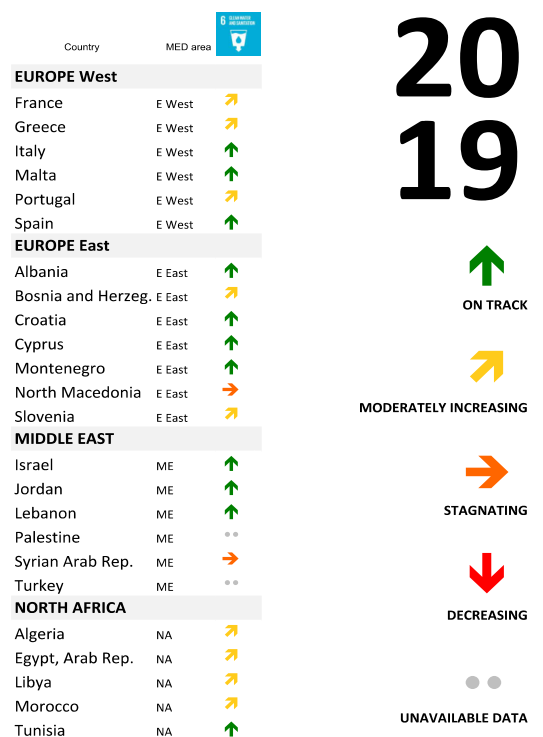 6 CLEAN WATER
AND SANITATION
Country MED area
EUROPE West
France E West
Greece E West
Italy E West
Malta E West
Portugal E West
Spain E West
EUROPE East
Albania E East
Bosnia and Herzeg. E East
Croatia E East
Cyprus E East
Montenegro E East
North Macedonia E East
Slovenia E East
MIDDLE EAST
Israel ME
Jordan ME
Lebanon ME
Palestine ME
Syrian Arab Rep. ME
Turkey ME
NORTH AFRICA
Algeria NA
Egypt, Arab Rep. NA
Libya NA
Morocco NA
Tunisia NA
20
19
ON TRACK
MODERATELY INCREASING
STAGNATING
DECREASING
UNAVAILABLE DATA